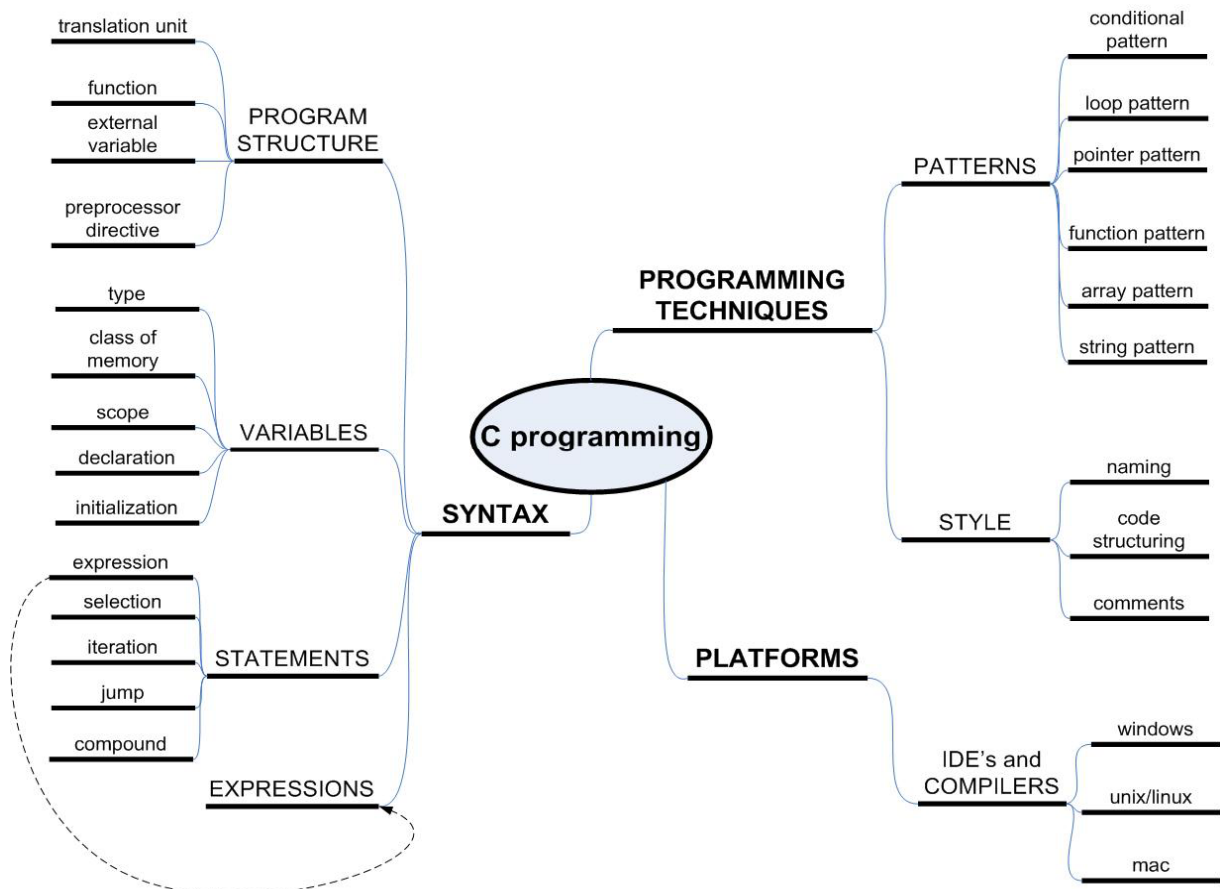 translation unit
function
external
variable
preprocessor
directive
PROGRAM
STRUCTURE
type
class of
memory
scope
declaration
initialization
VARIABLES
expression
selection
iteration
jump
compound
STATEMENTS
EXPRESSIONS
SYNTAX
C programming
PROGRAMMING
TECHNIQUES
PATTERNS
conditional
pattern
loop pattern
pointer pattern
function pattern
array pattern
string pattern
STYLE
naming
code
structuring
comments
PLATFORMS
IDE's and
COMPILERS
windows
unix/linux
mac